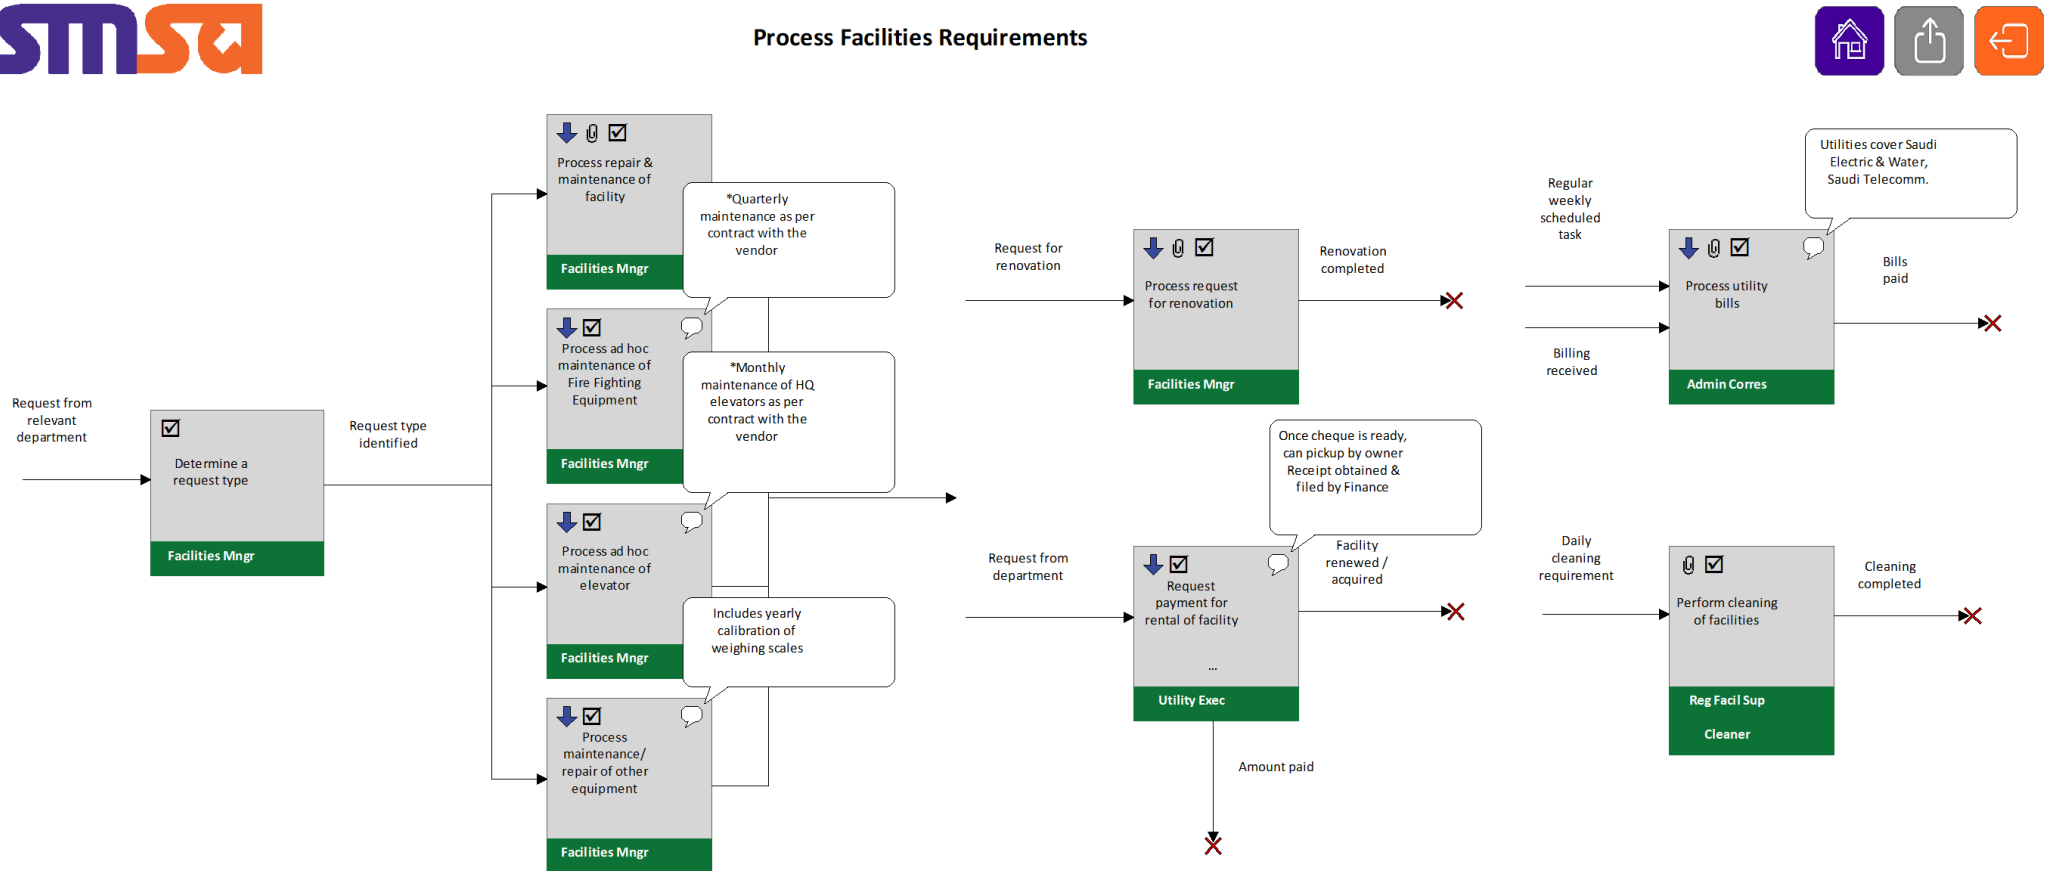 smsa
Process Facilities Requirements
Request from
relevant
department
Determine a
request type
Facilities Mngr
Request type
identified
Process repair &
maintenance of
facility
Facilities Mngr
*Quarterly
maintenance as per
contract with the
vendor
Process ad hoc
maintenance of
Fire Fighting
Equipment
Facilities Mngr
*Monthly
maintenance of HQ
elevators as per
contract with the
vendor
Process ad hoc
maintenance of
elevator
Facilities Mngr
Includes yearly
calibration of
weighing scales
Process
maintenance/
repair of other
equipment
Facilities Mngr
Request for
renovation
Process request
for renovation
Facilities Mngr
Renovation
completed
Request from
department
Once cheque is ready,
can pickup by owner
Receipt obtained &
filed by Finance
Request
payment for
rental of facility
...
Utility Exec
Facility
renewed /
acquired
Amount paid
Regular
weekly
scheduled
task
Billing
received
Utilities cover Saudi
Electric & Water,
Saudi Telecomm.
Process utility
bills
Admin Corres
Bills
paid
Daily
cleaning
requirement
Perform cleaning
of facilities
Reg Facil Sup
Cleaner
Cleaning
completed